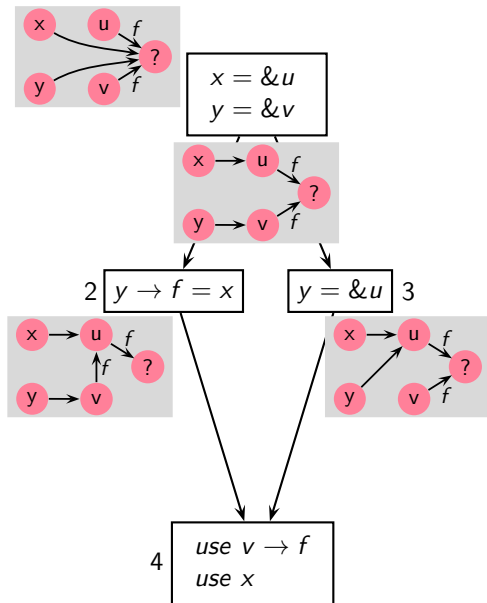 x u f
?
y v f
x = &u
y = &v
x u f
?
y v f
2 y → f = x
y = &u 3
x u f
f ?
y v
x u f
?
y v f
4 use v → f
use x